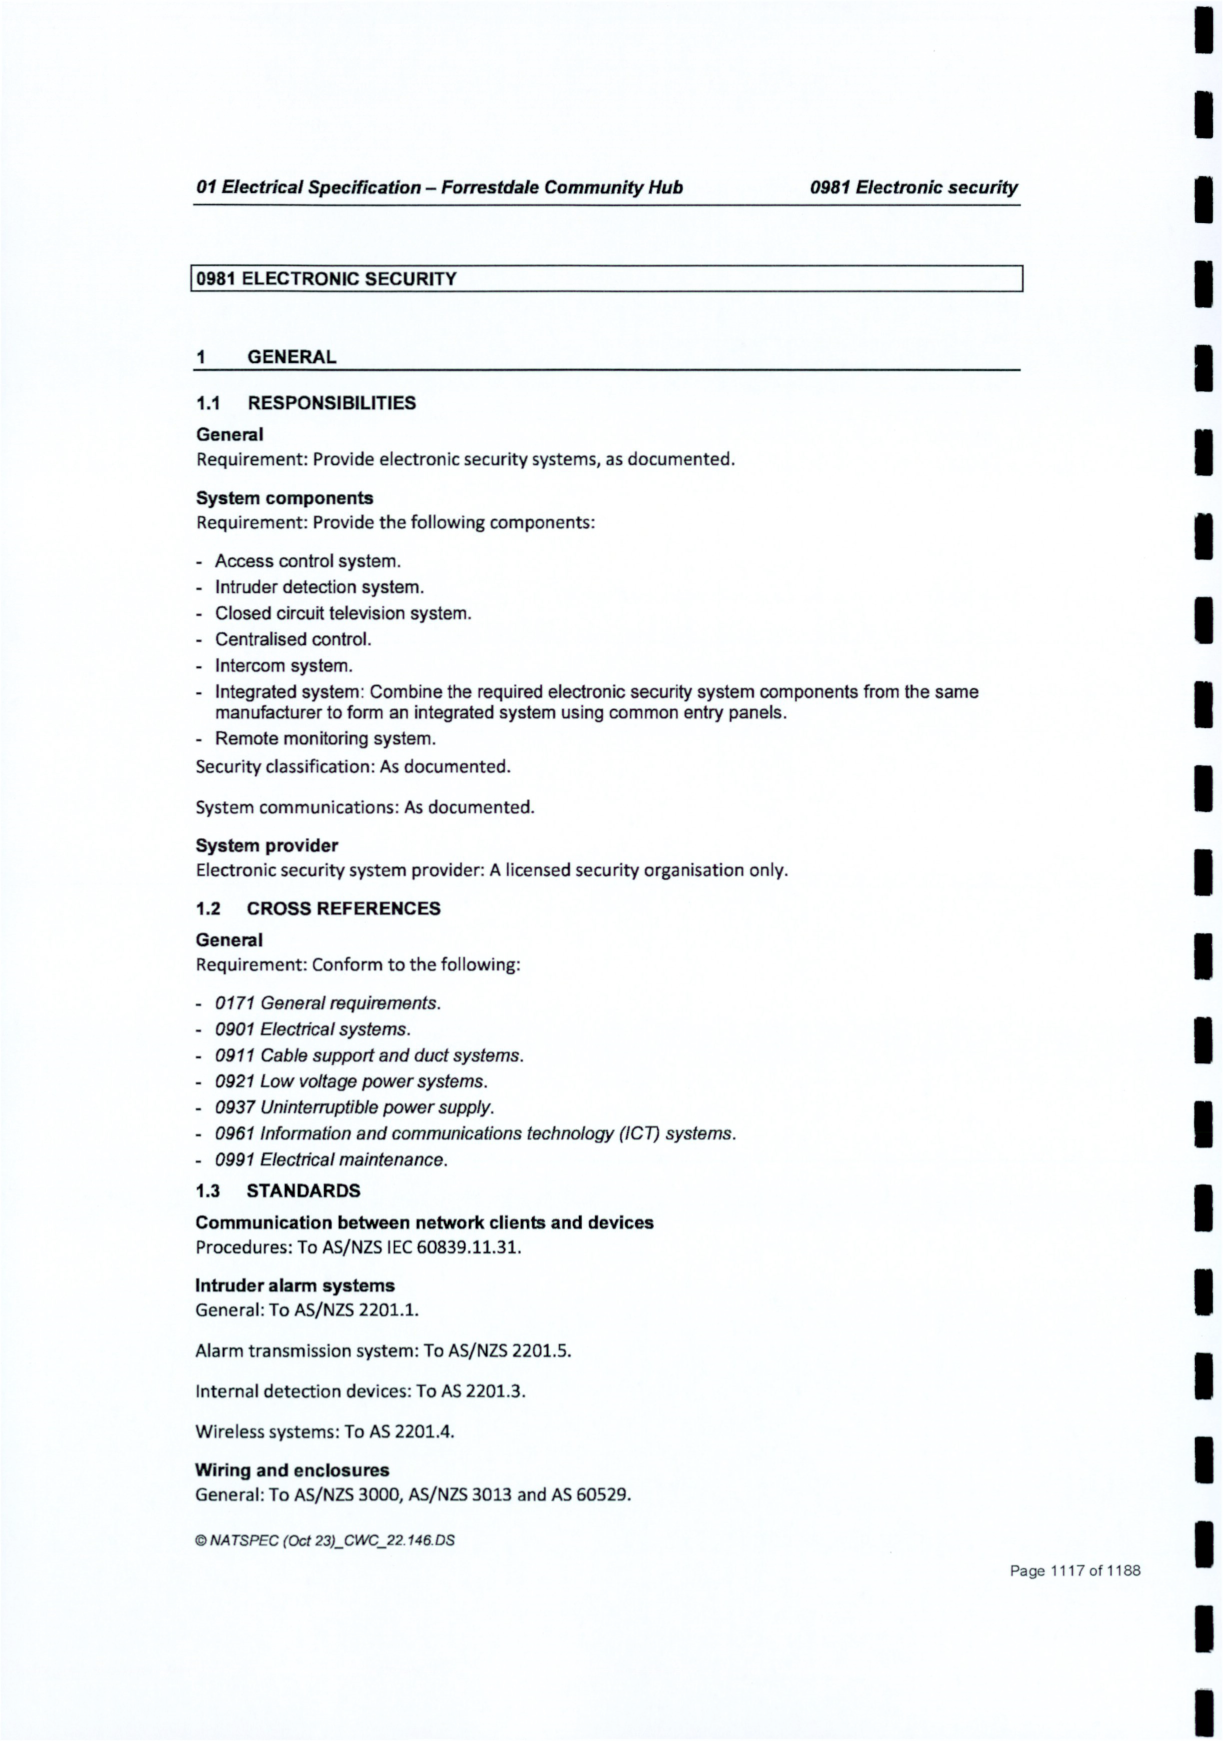 01 Electrical Specification – Forrestdale Community Hub 0981 Electronic security
0981 ELECTRONIC SECURITY
1 GENERAL
1.1 RESPONSIBILITIES
General
Requirement: Provide electronic security systems, as documented.
System components
Requirement: Provide the following components:
- Access control system.
- Intruder detection system.
- Closed circuit television system.
- Centralised control.
- Intercom system.
- Integrated system: Combine the required electronic security system components from the same
manufacturer to form an integrated system using common entry panels.
- Remote monitoring system.
Security classification: As documented.
System communications: As documented.
System provider
Electronic security system provider: A licensed security organisation only.
1.2 CROSS REFERENCES
General
Requirement: Conform to the following:
- 0171 General requirements.
- 0901 Electrical systems.
- 0911 Cable support and duct systems.
- 0921 Low voltage power systems.
- 0937 Uninterruptible power supply.
- 0961 Information and communications technology (ICT) systems.
- 0991 Electrical maintenance.
1.3 STANDARDS
Communication between network clients and devices
Procedures: To AS/NZS IEC 60839.11.31.
Intruder alarm systems
General: To AS/NZS 2201.1.
Alarm transmission system: To AS/NZS 2201.5.
Internal detection devices: To AS 2201.3.
Wireless systems: To AS 2201.4.
Wiring and enclosures
General: To AS/NZS 3000, AS/NZS 3013 and AS 60529.
© NATSPEC (Oct 23)_CWC_22.146.DS
Page 1117 of 1188